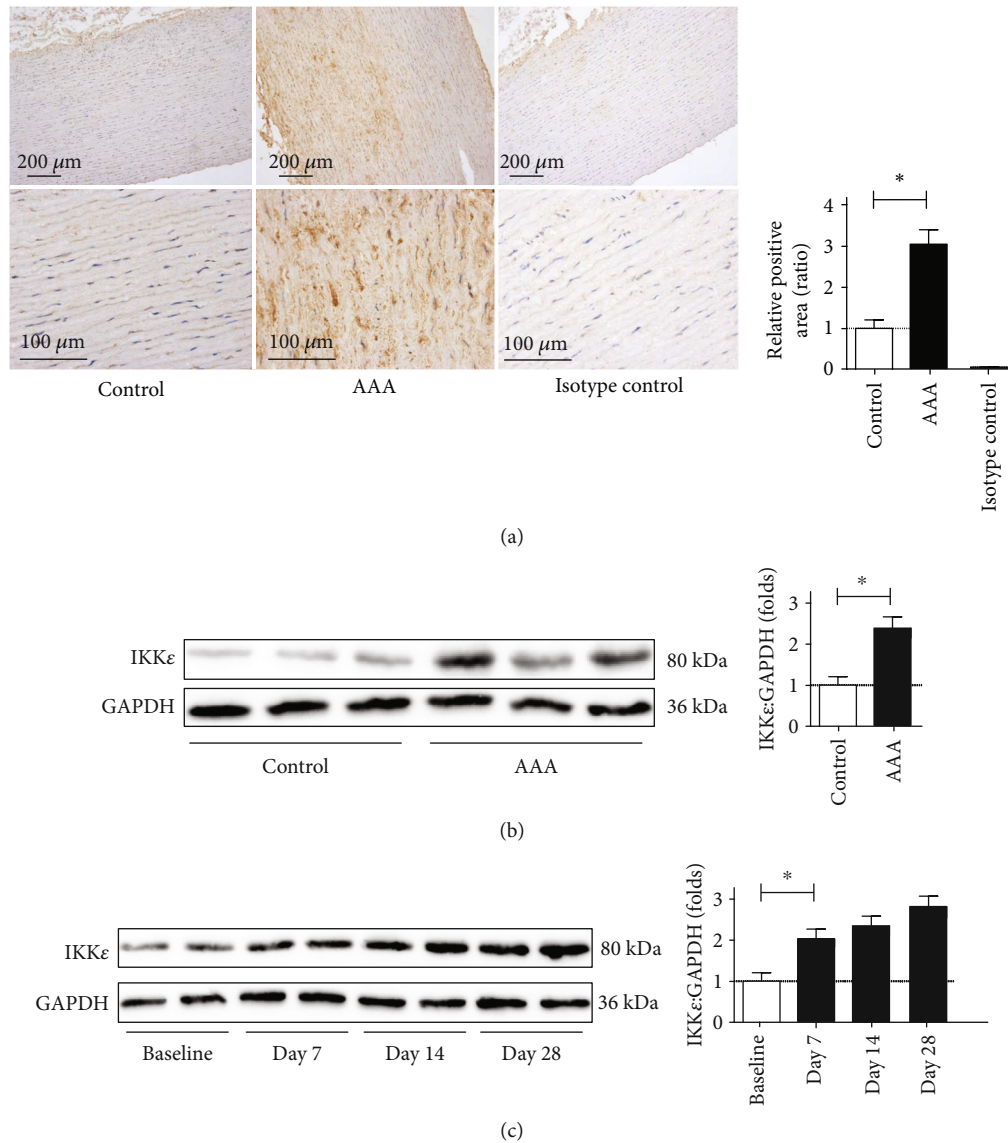 200 μm
200 μm
200 μm
100 μm
100 μm
100 μm
Control
AAA
Isotype control
Relative positive
area (ratio)
4
3
2
1
0
*
Control
AAA
Isotype control
(a)
IKKε
80 kDa
GAPDH
36 kDa
Control
AAA
IKKε:GAPDH (folds)
3
2
1
0
*
Control
AAA
(b)
IKKε
80 kDa
GAPDH
36 kDa
Baseline
Day 7
Day 14
Day 28
IKKε:GAPDH (folds)
3
2
1
0
*
Baseline
Day 7
Day 14
Day 28
(c)